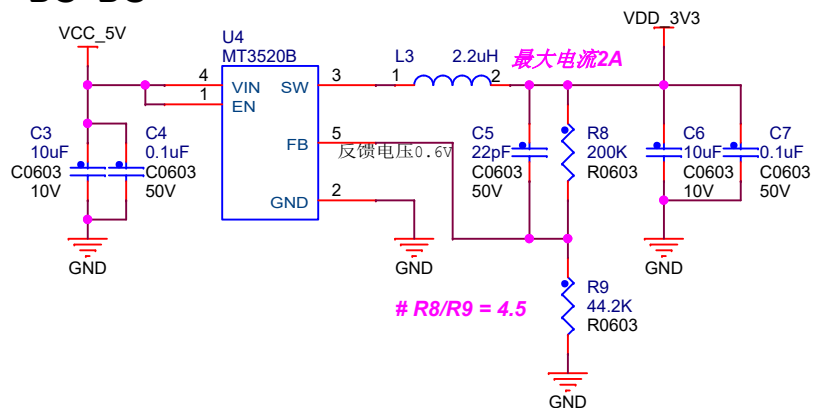 VCC_5V
VDD_3V3
U4
MT3520B
L3
2.2uH
最大电流2A
4
VIN
SW
3
1
2
1
EN
C3
10uF
C0603
10V
C4
0.1uF
C0603
50V
FB
5
反馈电压0.6V
C5
22pF
C0603
50V
R8
200K
R0603
C6
10uF
C0603
10V
C7
0.1uF
C0603
50V
GND
2
GND
GND
GND
# R8/R9 = 4.5
R9
44.2K
R0603
GND